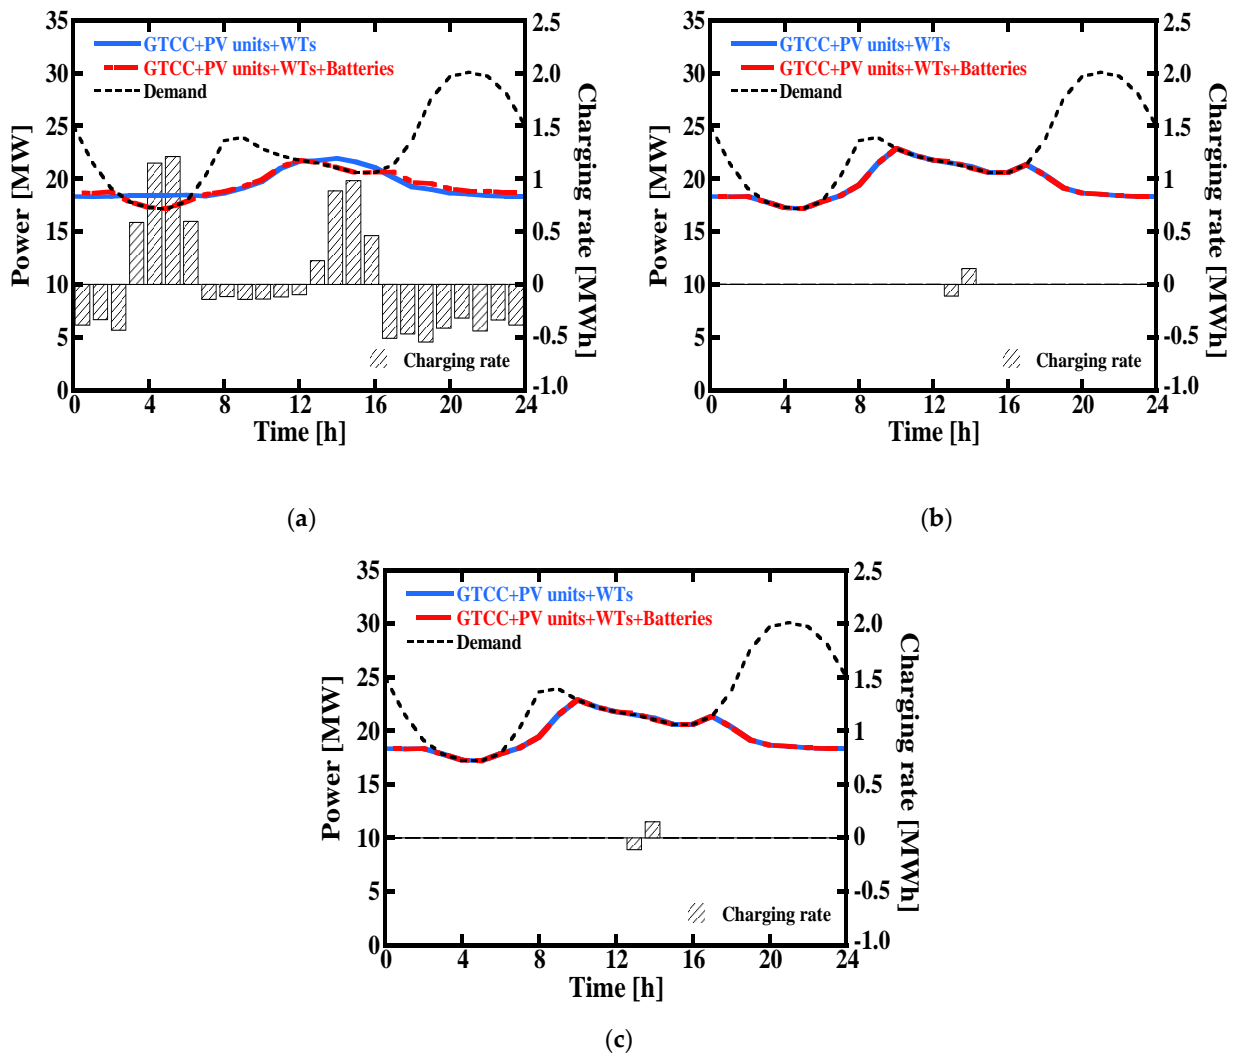 35
30
25
20
15
10
5
0
Power [MW]
GTCC+PV units+WTs
GTCC+PV units+WTs+Batteries
Demand
Charging rate
2.5
2.0
1.5
1
0.5
0
-0.5
-1.0
Charging rate [MWh]
0 4 8 12 16 20 24
Time [h]
(a)
35
30
25
20
15
10
5
0
Power [MW]
GTCC+PV units+WTs
GTCC+PV units+WTs+Batteries
Demand
Charging rate
2.5
2.0
1.5
1
0.5
0
-0.5
-1.0
Charging rate [MWh]
0 4 8 12 16 20 24
Time [h]
(b)
35
30
25
20
15
10
5
0
Power [MW]
GTCC+PV units+WTs
GTCC+PV units+WTs+Batteries
Demand
Charging rate
2.5
2.0
1.5
1
0.5
0
-0.5
-1.0
Charging rate [MWh]
0 4 8 12 16 20 24
Time [h]
(c)